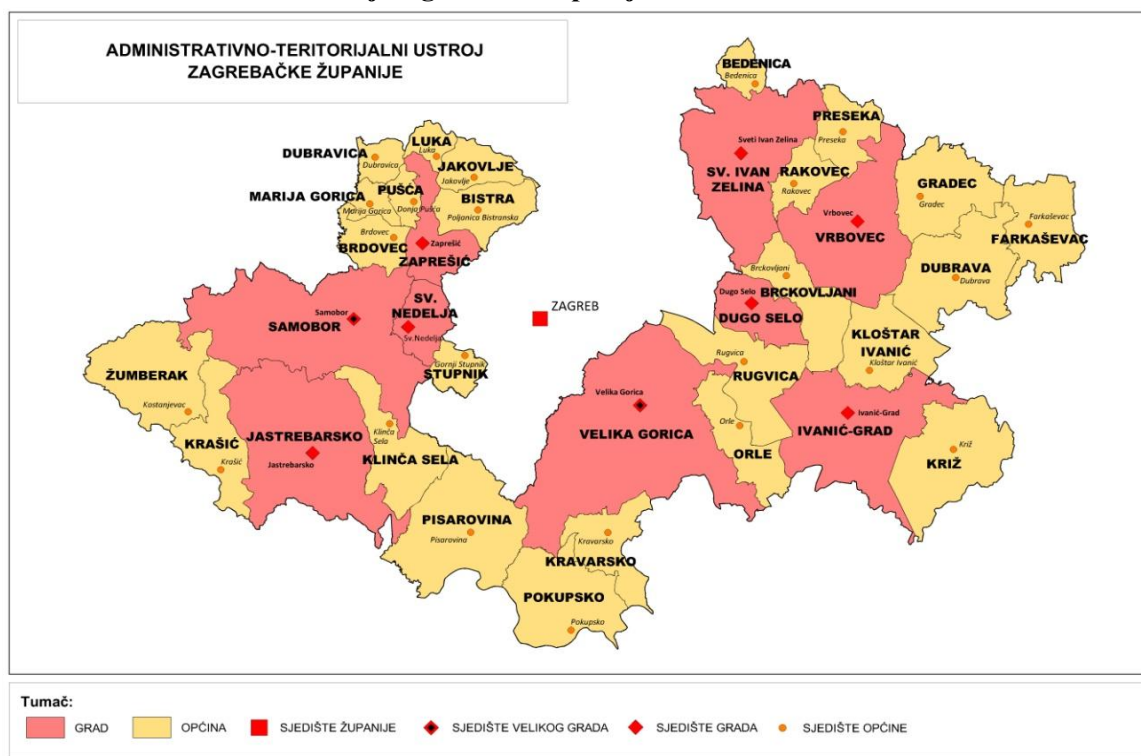 ADMINISTRATIVNO-TERITORIJALNI USTROJ
ZAGREBAČKE ŽUPANIJE
BEDENICA
Bedenica
PRESEKA
Preseka
Sveti Ivan Zelina
SV. IVAN
ZELINA
RAKOVEC
Rakovec
LUKA
Luka
DUBRAVICA
Dubravica
JAKOVLJE
Jakovlje
MARIJA GORICA
Marija Gorica
PUŠĆA
Donja Pušća
BISTRA
Poljanica Bistranska
Brdovec
BRDOVEC
Zaprešić
ZAPREŠIĆ
GRADEC
Gradec
Farkaševac
FARKAŠEVAC
Vrbovec
VRBOVEC
DUBRAVA
Dubrava
Brckovljani
BRCKOVLJANI
Dugo Selo
DUGO SELO
SV.
NEDELJA
Sv.Nedelja
Samobor
SAMOBOR
ZAGREB
Gornji Stupnik
STUPNIK
KLOŠTAR
IVANIĆ
Kloštar Ivanić
Rugvica
RUGVICA
ŽUMBERAK
Kostanjevac
Velika Gorica
VELIKA GORICA
Ivanić-Grad
IVANIĆ-GRAD
Orle
ORLE
Križ
KRIŽ
KRAŠIĆ
Krašić
JASTREBARSKO
Jastrebarsko
Klinča
Sela
KLINČA SELA
PISAROVINA
Pisarovina
Kravarsko
KRAVARSKO
POKUPSKO
Pokupsko
Tumač:
GRAD
OPĆINA
SJEDIŠTE ŽUPANIJE
SJEDIŠTE VELIKOG GRADA
SJEDIŠTE GRADA
SJEDIŠTE OPĆINE